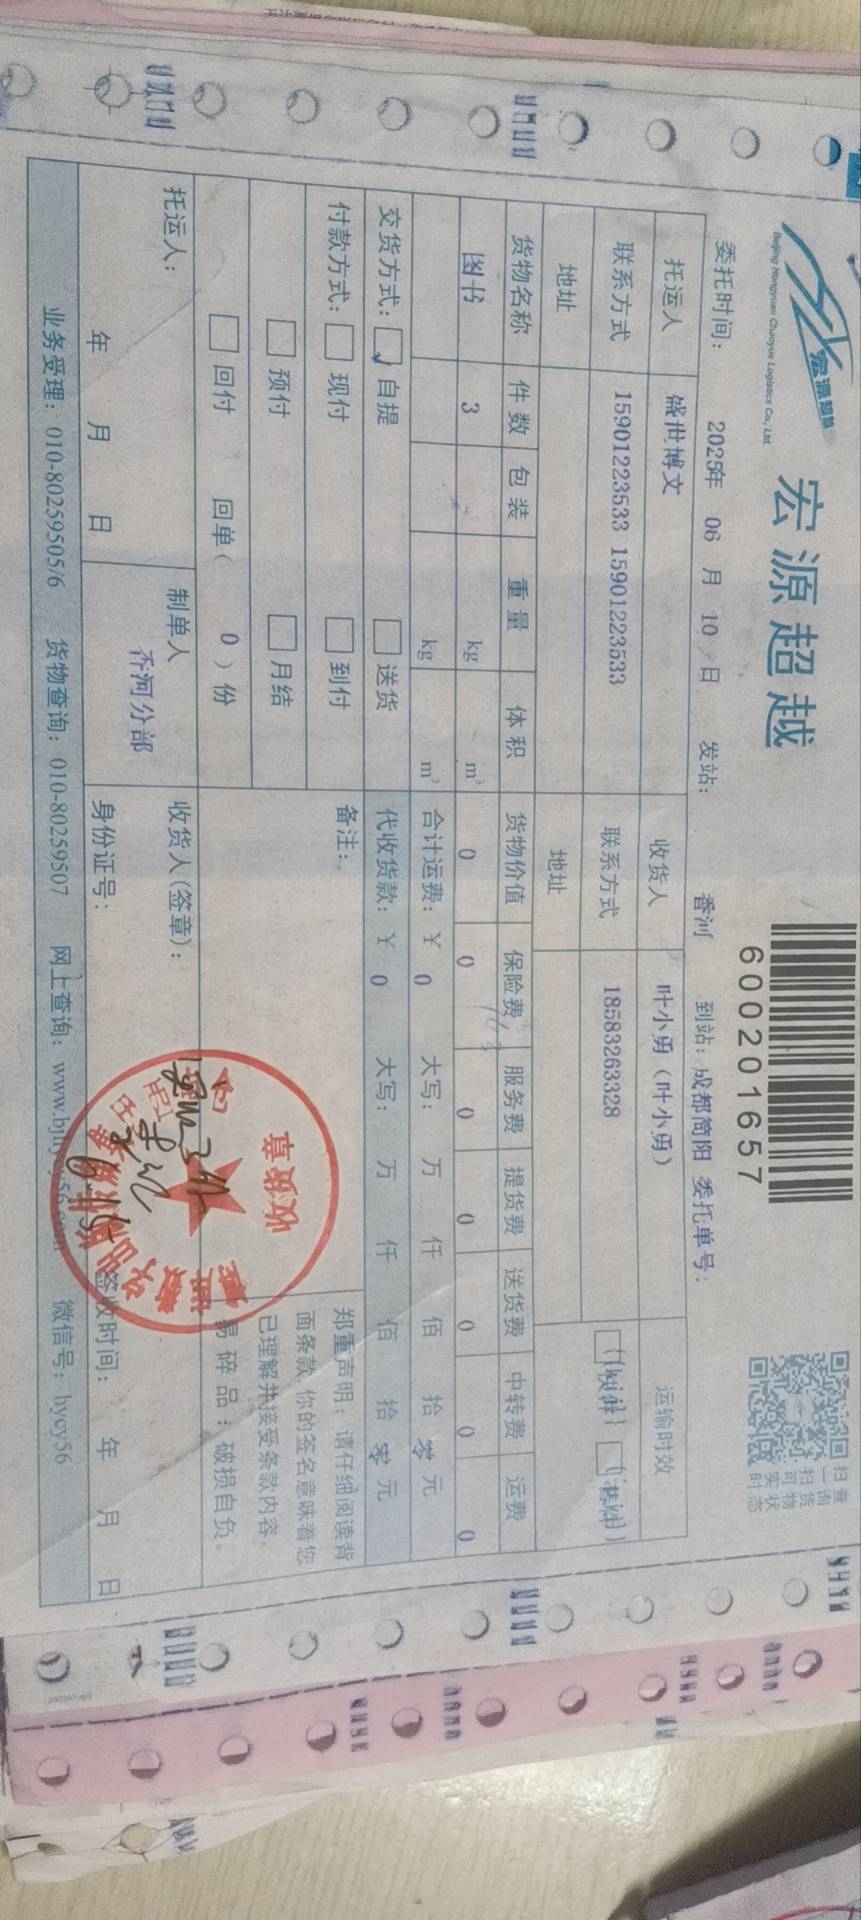 宏源超越
Beijing Hongyuan Chaoyue Logistics Co., Ltd.
宏源超越
600201657
扫一扫查询货物实时状态
委托时间: 2025年 06 月 10 日 发站: 香河 到站: 成都简阳 委托单号:
托运人 盛世博文 收货人 叶小勇（叶小勇） 运输时效
联系方式 15901223533 15901223533 联系方式 18583263328
地址 地址
货物名称 件数 包装 重量 体积 货物价值 保险费 服务费 提货费 送货费 中转费 运费
图书 3 kg m³ 0 0 0 0 0 0 0
kg m³ 合计运费: ¥ 0 大写: 万 仟 佰 拾 零 元
交货方式: 自提 送货 代收货款: ¥ 0 大写: 万 仟 佰 拾 零 元
付款方式: 现付 到付 备注:
预付 月结
回付 回单( 0 )份
郑重声明: 请仔细阅读背
面条款,你的签名意味着您
已理解并接受条款内容。
易碎品: 破损自负。
收货章
托运人: 制单人 收货人(签章):
香河分部
年 月 日 身份证号: 签收时间: 年 月 日
业务受理: 010-80259505/6 货物查询: 010-80259507 网上查询: 微信号: hycy56